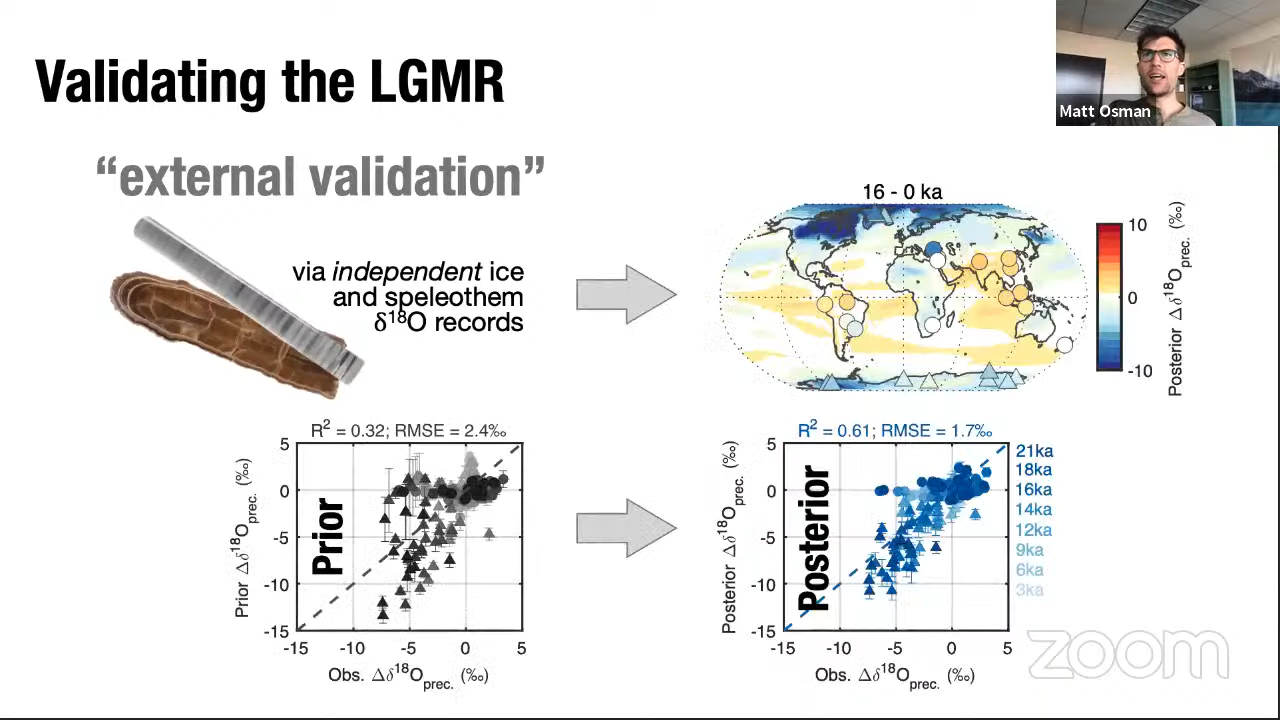 Validating the LGMR
Matt Osman
“external validation”
via independent ice
and speleothem
δ18O records
16 - 0 ka
10
0
-10
Posterior Δ δ18Oprec. (‰)
R2 = 0.32; RMSE = 2.4‰
5
0
-5
-10
-15
Prior Δδ18Oprec. (‰)
Prior
-15
-10
-5
0
5
Obs. Δδ18Oprec. (‰)
R2 = 0.61; RMSE = 1.7‰
5
0
-5
-10
-15
Posterior Δδ18Oprec. (‰)
Posterior
-15
-10
-5
0
5
Obs. Δδ18Oprec. (‰)
21ka
18ka
16ka
14ka
12ka
9ka
6ka
3ka
zoom